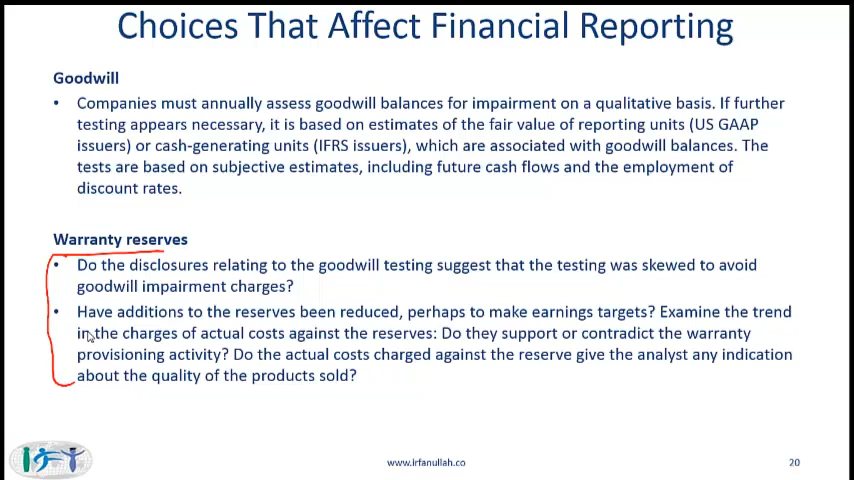 Choices That Affect Financial Reporting
Goodwill
• Companies must annually assess goodwill balances for impairment on a qualitative basis. If further
testing appears necessary, it is based on estimates of the fair value of reporting units (US GAAP
issuers) or cash-generating units (IFRS issuers), which are associated with goodwill balances. The
tests are based on subjective estimates, including future cash flows and the employment of
discount rates.
Warranty reserves
• Do the disclosures relating to the goodwill testing suggest that the testing was skewed to avoid
goodwill impairment charges?
• Have additions to the reserves been reduced, perhaps to make earnings targets? Examine the trend
in the charges of actual costs against the reserves: Do they support or contradict the warranty
provisioning activity? Do the actual costs charged against the reserve give the analyst any indication
about the quality of the products sold?
IFT
www.irfanullah.co
20